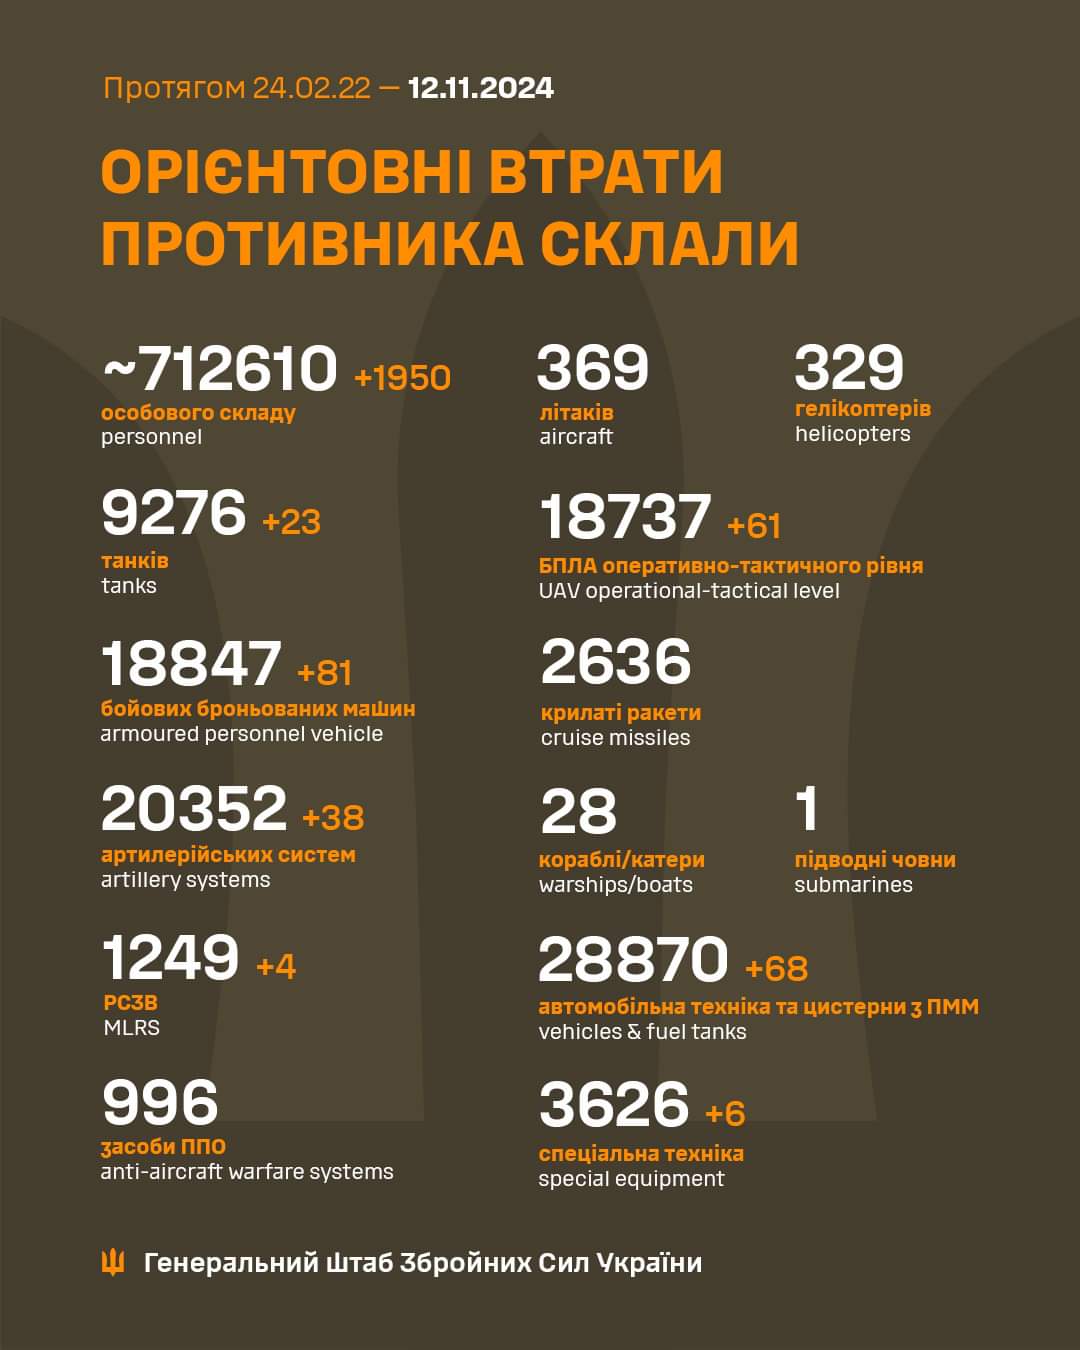 Протягом 24.02.22 — 12.11.2024
ОРІЄНТОВНІ ВТРАТИ
ПРОТИВНИКА СКЛАЛИ
~712610 +1950
особового складу
personnel
369
літаків
aircraft
329
гелікоптерів
helicopters
9276 +23
танків
tanks
18737 +61
БПЛА оперативно-тактичного рівня
UAV operational-tactical level
18847 +81
бойових броньованих машин
armoured personnel vehicle
2636
крилаті ракети
cruise missiles
20352 +38
артилерійських систем
artillery systems
28
кораблі/катери
warships/boats
1
підводні човни
submarines
1249 +4
РСЗВ
MLRS
28870 +68
автомобільна техніка та цистерни з ПММ
vehicles & fuel tanks
996
засоби ППО
anti-aircraft warfare systems
3626 +6
спеціальна техніка
special equipment
Генеральний штаб Збройних Сил України